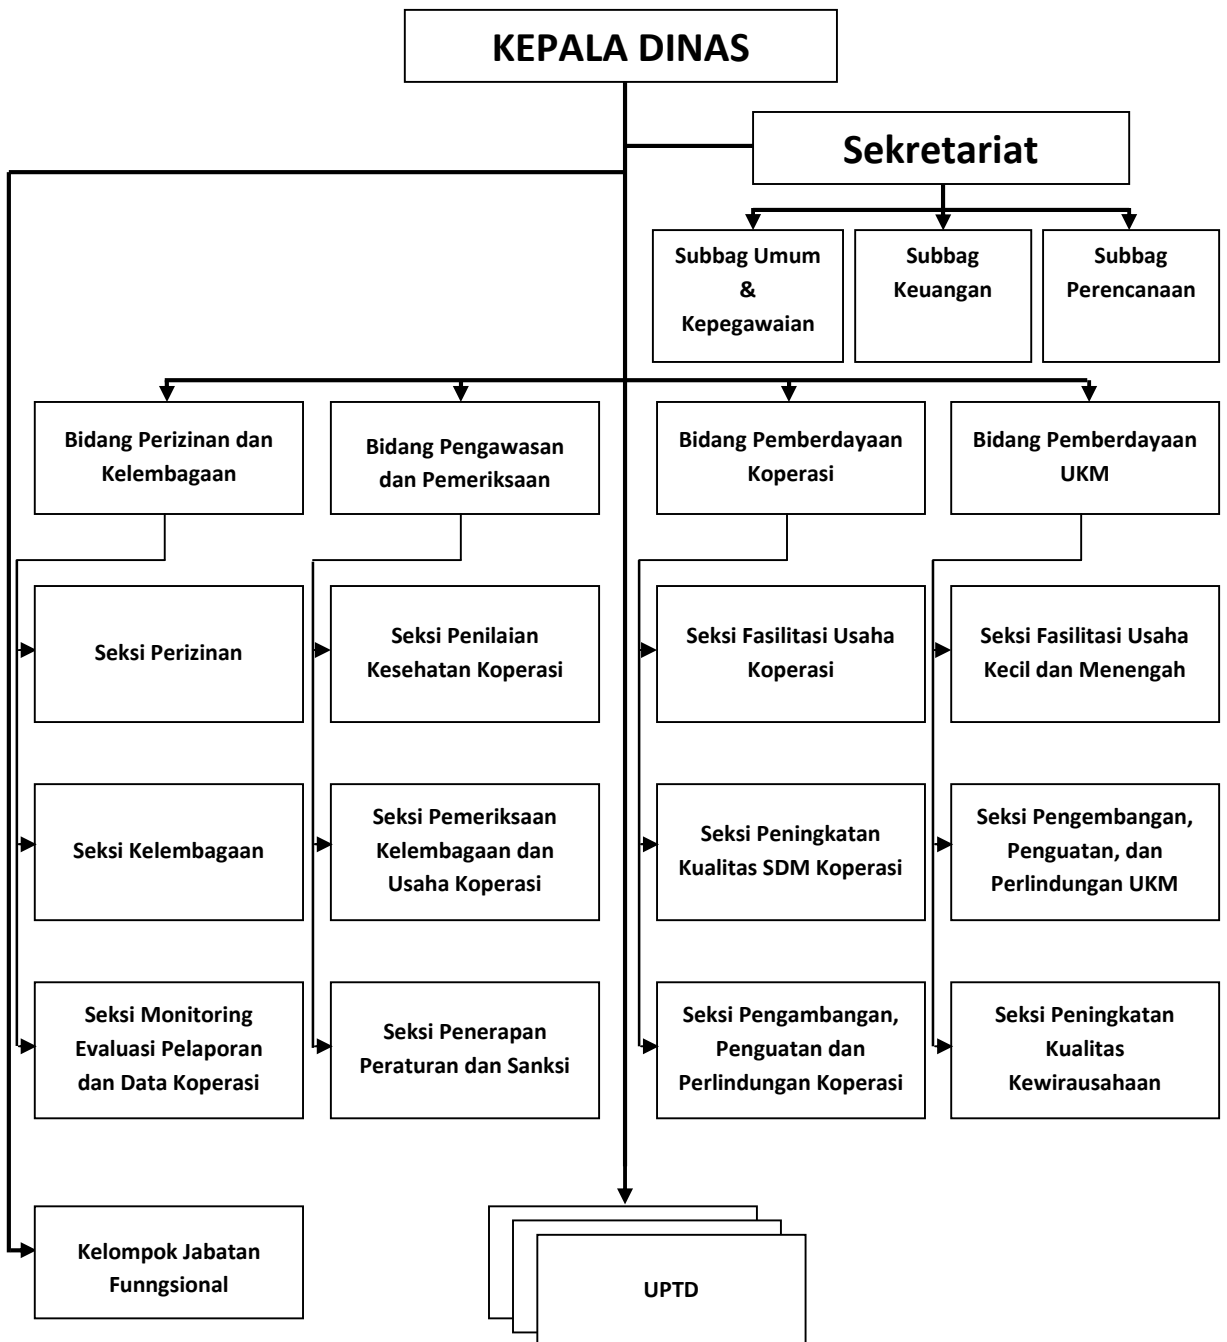 KEPALA DINAS
Sekretariat
Subbag Umum
&
Kepegawaian
Subbag
Keuangan
Subbag
Perencanaan
Bidang Perizinan dan
Kelembagaan
Bidang Pengawasan
dan Pemeriksaan
Bidang Pemberdayaan
Koperasi
Bidang Pemberdayaan
UKM
Seksi Perizinan
Seksi Penilaian
Kesehatan Koperasi
Seksi Fasilitasi Usaha
Koperasi
Seksi Fasilitasi Usaha
Kecil dan Menengah
Seksi Kelembagaan
Seksi Pemeriksaan
Kelembagaan dan
Usaha Koperasi
Seksi Peningkatan
Kualitas SDM Koperasi
Seksi Pengembangan,
Penguatan, dan
Perlindungan UKM
Seksi Monitoring
Evaluasi Pelaporan
dan Data Koperasi
Seksi Penerapan
Peraturan dan Sanksi
Seksi Pengambangan,
Penguatan dan
Perlindungan Koperasi
Seksi Peningkatan
Kualitas
Kewirausahaan
Kelompok Jabatan
Funngsional
UPTD